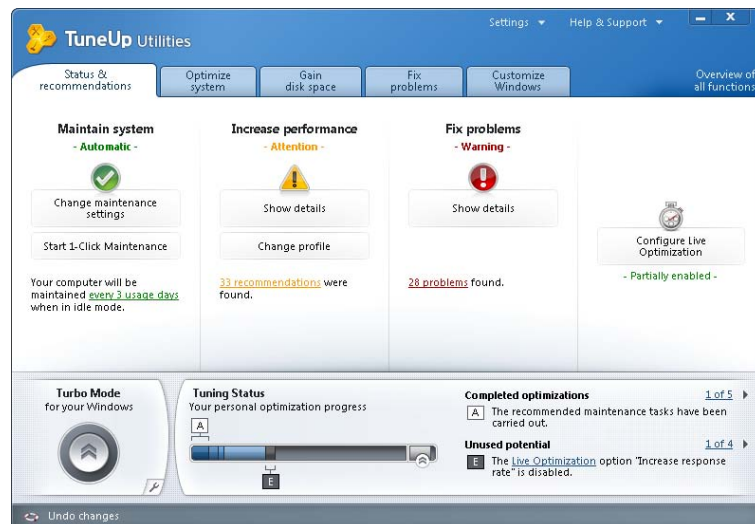 Settings
Help & Support
TuneUp Utilities
Status &
recommendations
Optimize
system
Gain
disk space
Fix
problems
Customize
Windows
Overview of
all functions
Maintain system
- Automatic -
Change maintenance
settings
Start 1-Click Maintenance
Your computer will be
maintained every 3 usage days
when in idle mode.
Increase performance
- Attention -
Show details
Change profile
33 recommendations were
found.
Fix problems
- Warning -
Show details
28 problems found.
Configure Live
Optimization
- Partially enabled -
Turbo Mode
for your Windows
Tuning Status
Your personal optimization progress
A
E
Completed optimizations 1 of 5
A The recommended maintenance tasks have been
carried out.
Unused potential 1 of 4
E The Live Optimization option "Increase response
rate" is disabled.
Undo changes